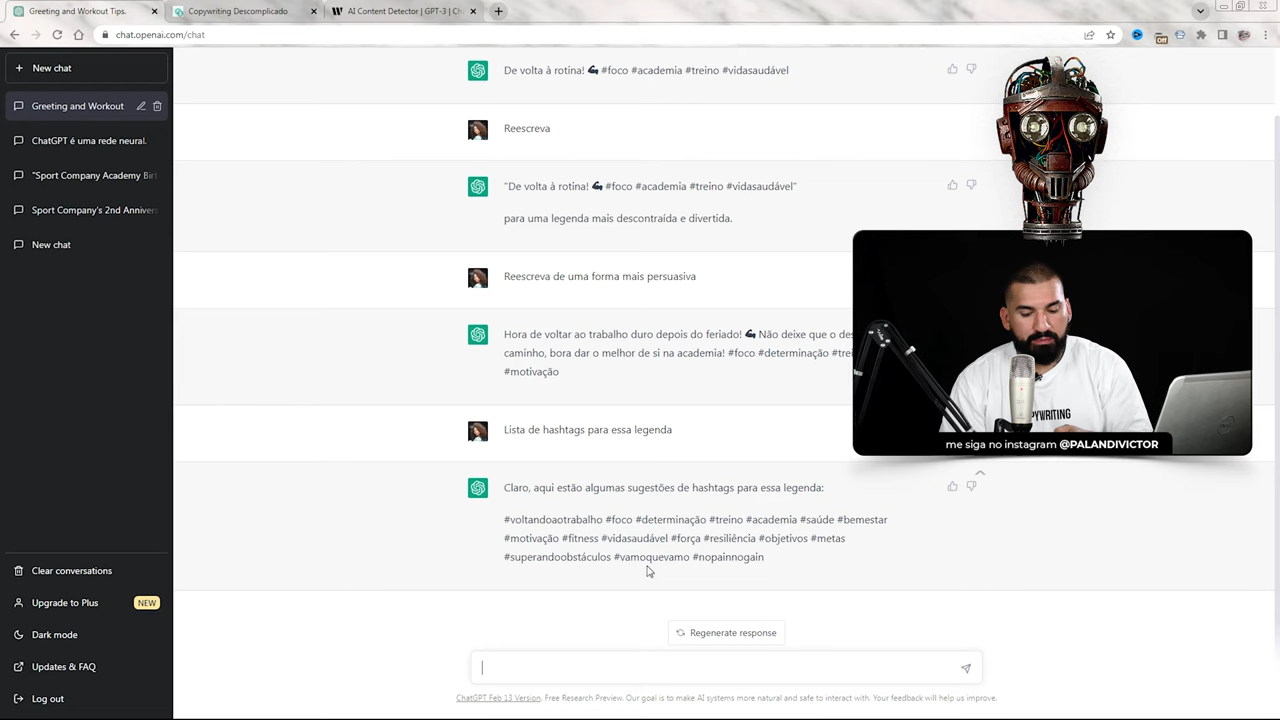 Greeting and Workout Tips.
Copywriting Descomplicado
AI Content Detector | GPT-3 | Ch
chat.openai.com/chat
Off
New chat
Greeting and Workout
ChatGPT é uma rede neural.
"Sport Company Academy Birt
Sport Company's 2nd Annivers
New chat
Clear conversations
Upgrade to Plus
NEW
Dark mode
Updates & FAQ
Log out
De volta à rotina! 💪 #foco #academia #treino #vidasaudável
Reescreva
"De volta à rotina! 💪 #foco #academia #treino #vidasaudável"
para uma legenda mais descontraída e divertida.
Reescreva de uma forma mais persuasiva
Hora de voltar ao trabalho duro depois do feriado! 💪 Não deixe que o des
caminho, bora dar o melhor de si na academia! #foco #determinação #trei
#motivação
Lista de hashtags para essa legenda
Claro, aqui estão algumas sugestões de hashtags para essa legenda:
#voltandoaotrabalho #foco #determinação #treino #academia #saúde #bemestar
#motivação #fitness #vidasaudável #força #resiliência #objetivos #metas
#superandoobstáculos #vamoquevamo #nopainnogain
Regenerate response
ChatGPT Feb 13 Version. Free Research Preview. Our goal is to make AI systems more natural and safe to interact with. Your feedback will help us improve.
PYWRITING
me siga no instagram @PALANDIVICTOR